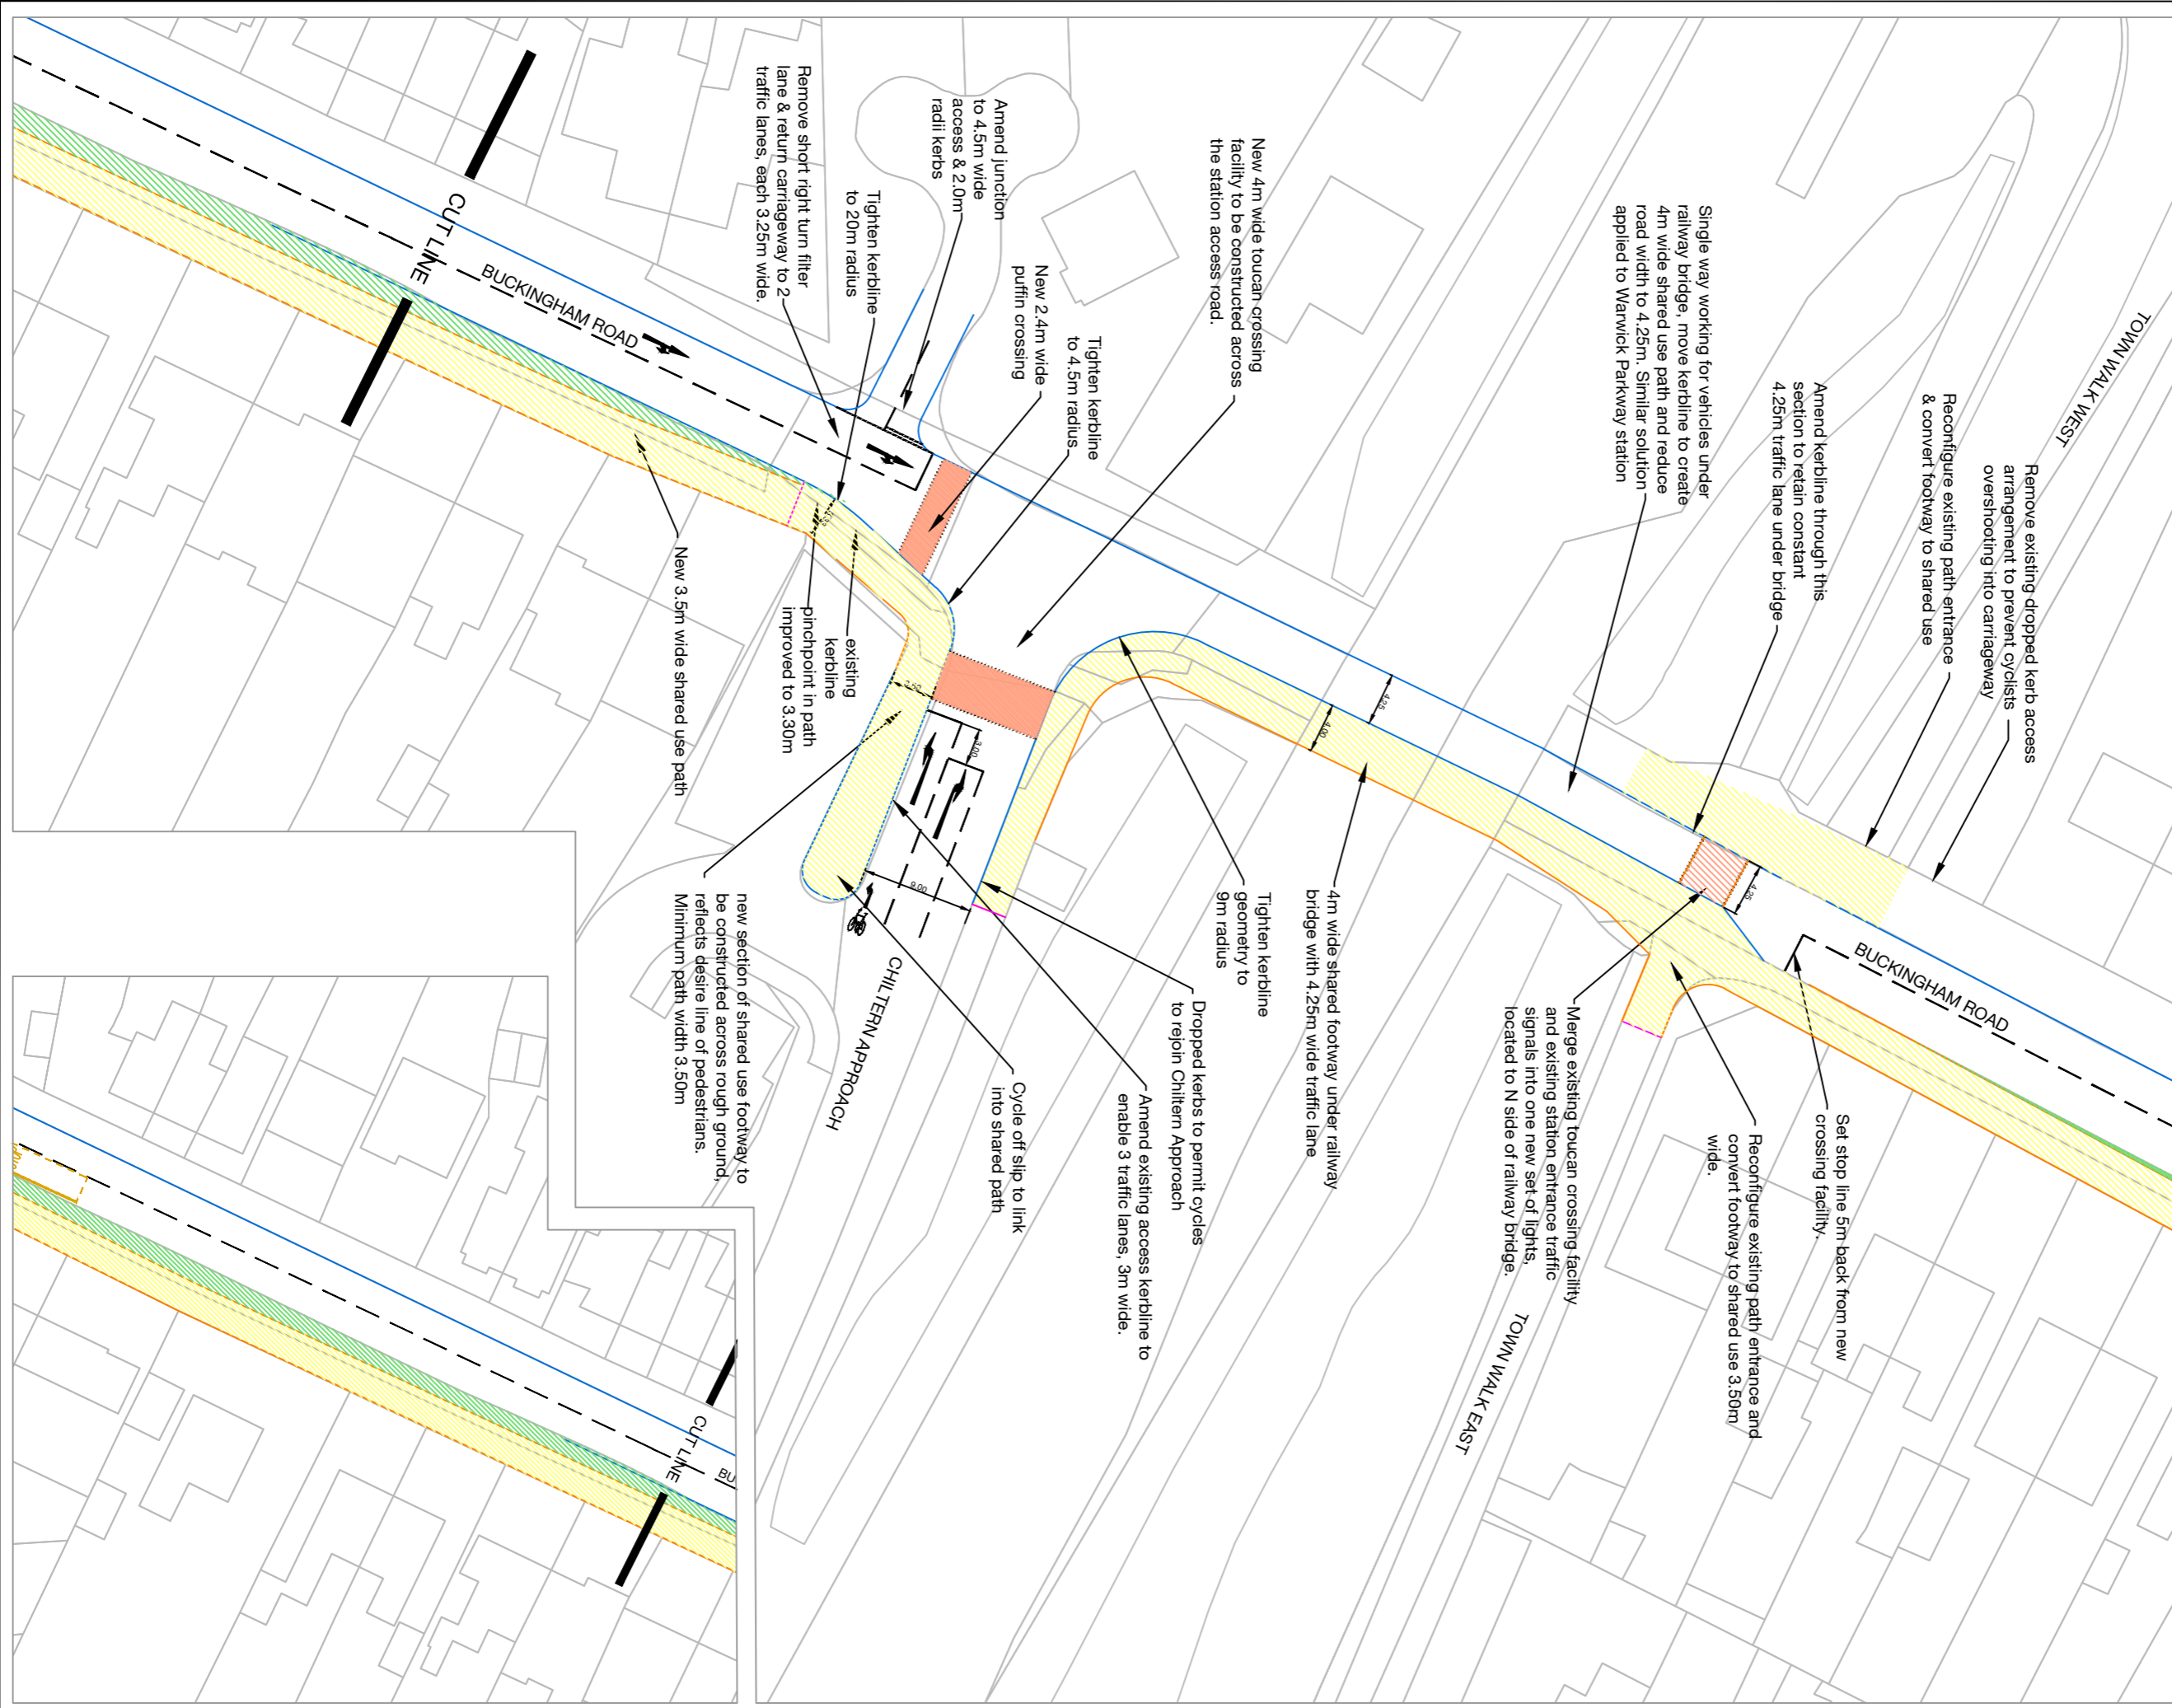 TOWN WALK WEST
Remove existing dropped kerb access
arrangement to prevent cyclists
overshooting into carriageway
Reconfigure existing path entrance
& convert footway to shared use
Amend kerbline through this
section to retain constant
4.25m traffic lane under bridge
Single way working for vehicles under
railway bridge, move kerbline to create
4m wide shared use path and reduce
road width to 4.25m. Similar solution
applied to Warwick Parkway station
New 4m wide toucan crossing
facility to be constructed across
the station access road.
Tighten kerbline
to 4.5m radius
New 2.4m wide
puffin crossing
Amend junction
to 4.5m wide
access & 2.0m
radii kerbs
Tighten kerbline
to 20m radius
Remove short right turn filter
lane & return carriageway to 2
traffic lanes, each 3.25m wide.
CUT LINE
BUCKINGHAM ROAD
BUCKINGHAM ROAD
4.25
4.25
4.00
3.50
3.00
9.00
Set stop line 5m back from new
crossing facility.
Reconfigure existing path entrance and
convert footway to shared use 3.50m
wide.
Merge existing toucan crossing facility
and existing station entrance traffic
signals into one new set of lights,
located to N side of railway bridge.
TOWN WALK EAST
4m wide shared footway under railway
bridge with 4.25m wide traffic lane
Tighten kerbline
geometry to
9m radius
Dropped kerbs to permit cycles
to rejoin Chiltern Approach
Amend existing access kerbline to
enable 3 traffic lanes, 3m wide.
Cycle off slip to link
into shared path
CHILTERN APPROACH
existing
kerbline
pinchpoint in path
improved to 3.30m
new section of shared use footway to
be constructed across rough ground,
reflects desire line of pedestrians.
Minimum path width 3.50m
New 3.5m wide shared use path
CUT LINE
BU